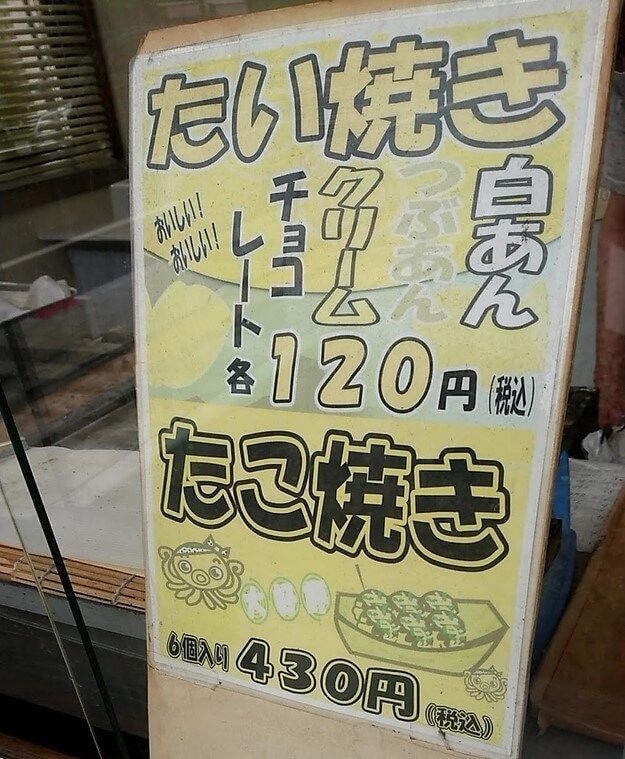 たい焼き
白あん
つぶあん
クリーム
チョコ
レート各
120円(税込)
おいしい!
おいしい!
たこ焼き
6個入り 430円(税込)